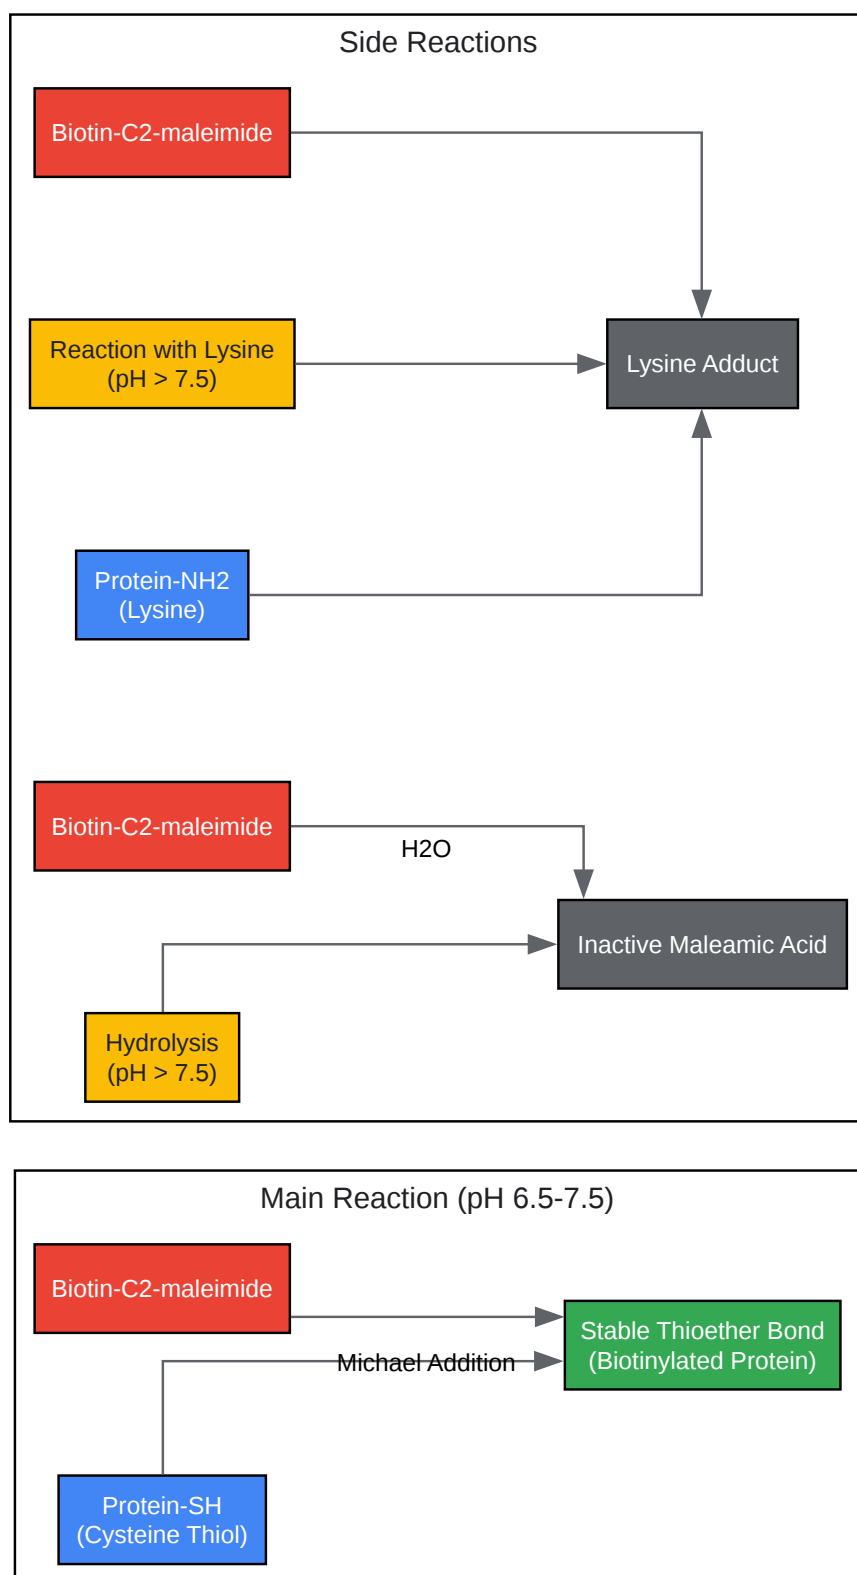 Side Reactions
Biotin-C2-maleimide
Reaction with Lysine
(pH > 7.5)
Lysine Adduct
Protein-NH2
(Lysine)
Biotin-C2-maleimide
H2O
Inactive Maleamic Acid
Hydrolysis
(pH > 7.5)
Main Reaction (pH 6.5-7.5)
Biotin-C2-maleimide
Stable Thioether Bond
(Biotinylated Protein)
Michael Addition
Protein-SH
(Cysteine Thiol)